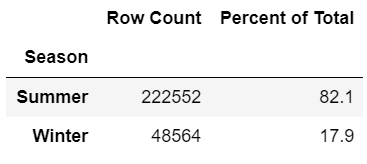 Row Count Percent of Total
Season
Summer 222552 82.1
Winter 48564 17.9